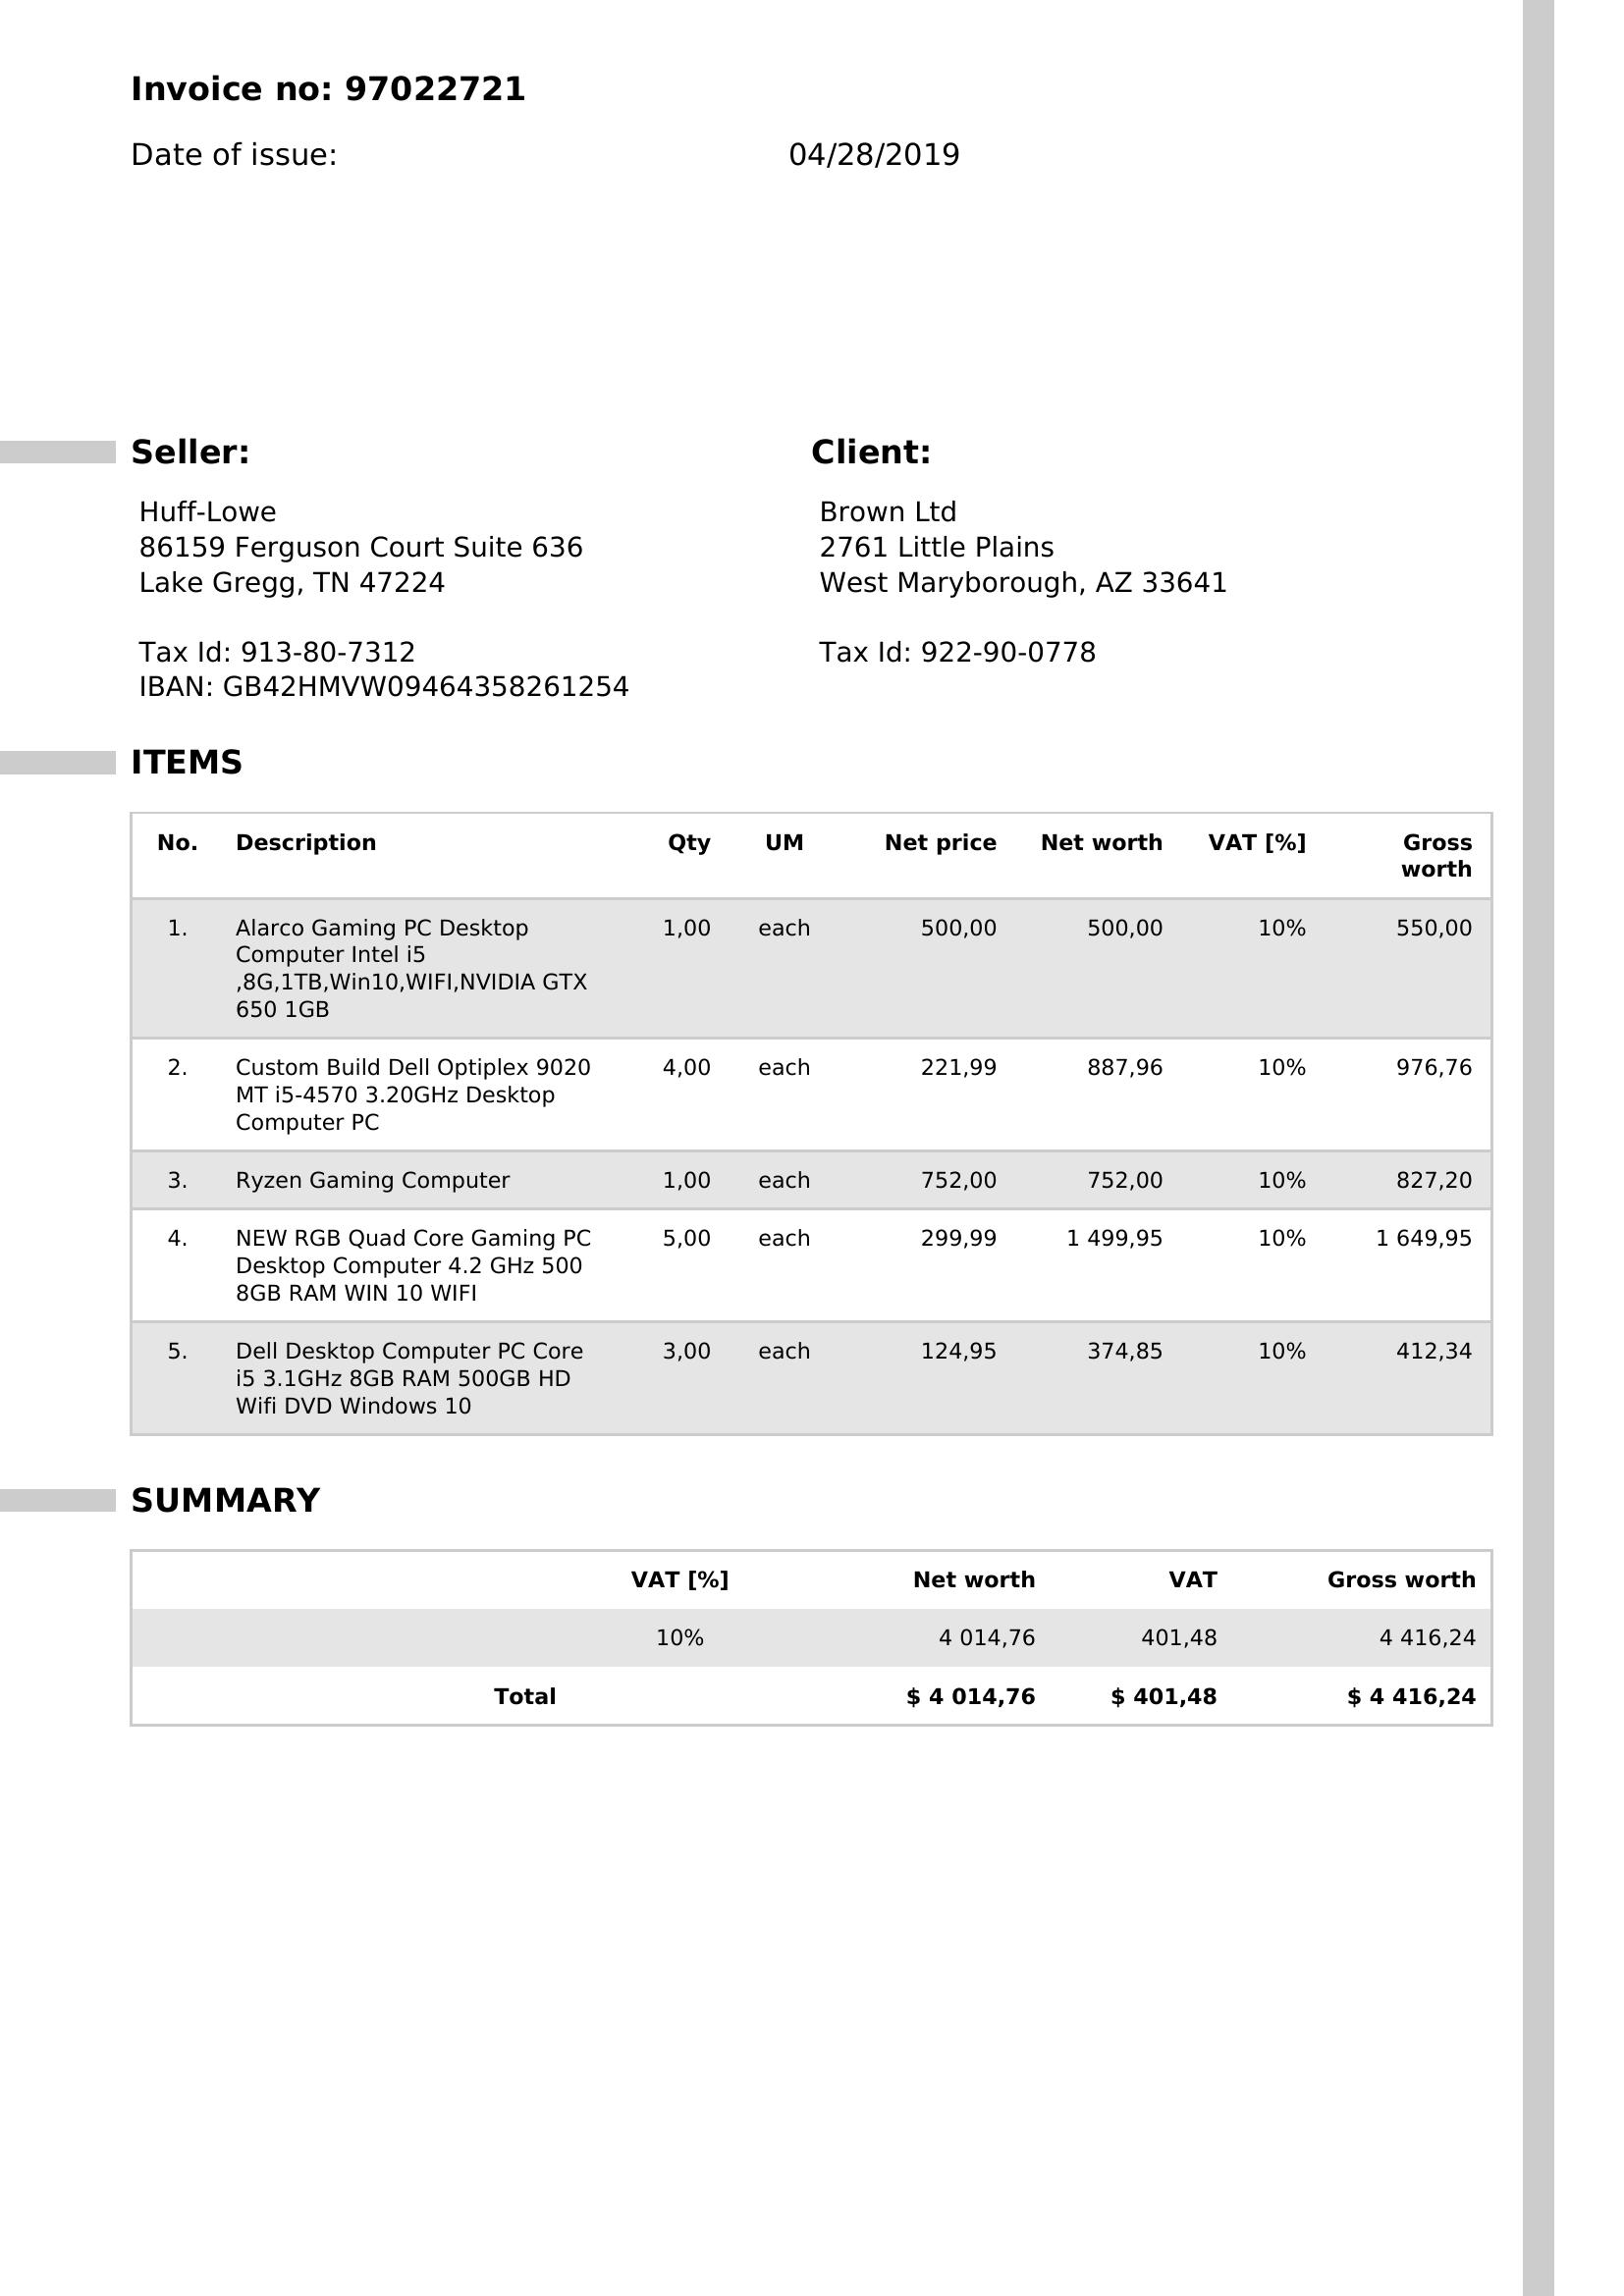 Invoice no: 97022721
Date of issue: 04/28/2019
Seller:
Huff-Lowe
86159 Ferguson Court Suite 636
Lake Gregg, TN 47224
Tax Id: 913-80-7312
IBAN: GB42HMVW09464358261254
Client:
Brown Ltd
2761 Little Plains
West Maryborough, AZ 33641
Tax Id: 922-90-0778
ITEMS
No. Description Qty UM Net price Net worth VAT [%] Gross
worth
1. Alarco Gaming PC Desktop 1,00 each 500,00 500,00 10% 550,00
Computer Intel i5
,8G,1TB,Win10,WIFI,NVIDIA GTX
650 1GB
2. Custom Build Dell Optiplex 9020 4,00 each 221,99 887,96 10% 976,76
MT i5-4570 3.20GHz Desktop
Computer PC
3. Ryzen Gaming Computer 1,00 each 752,00 752,00 10% 827,20
4. NEW RGB Quad Core Gaming PC 5,00 each 299,99 1 499,95 10% 1 649,95
Desktop Computer 4.2 GHz 500
8GB RAM WIN 10 WIFI
5. Dell Desktop Computer PC Core 3,00 each 124,95 374,85 10% 412,34
i5 3.1GHz 8GB RAM 500GB HD
Wifi DVD Windows 10
SUMMARY
VAT [%] Net worth VAT Gross worth
10% 4 014,76 401,48 4 416,24
Total $ 4 014,76 $ 401,48 $ 4 416,24